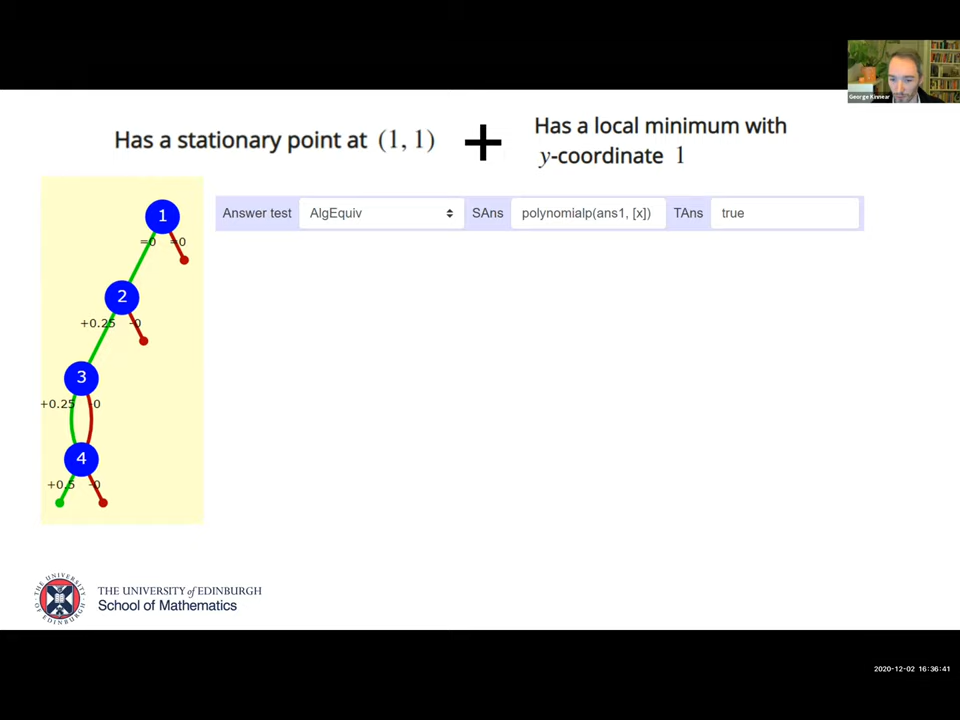 George Kinnear
Has a stationary point at (1, 1)
+
Has a local minimum with
y-coordinate 1
Answer test AlgEquiv SAns polynomialp(ans1, [x]) TAns true
1
=0 =0
2
+0.25 -0
3
+0.25 -0
4
+0.5 -0
THE UNIVERSITY of EDINBURGH
School of Mathematics
2020-12-02 16:36:41